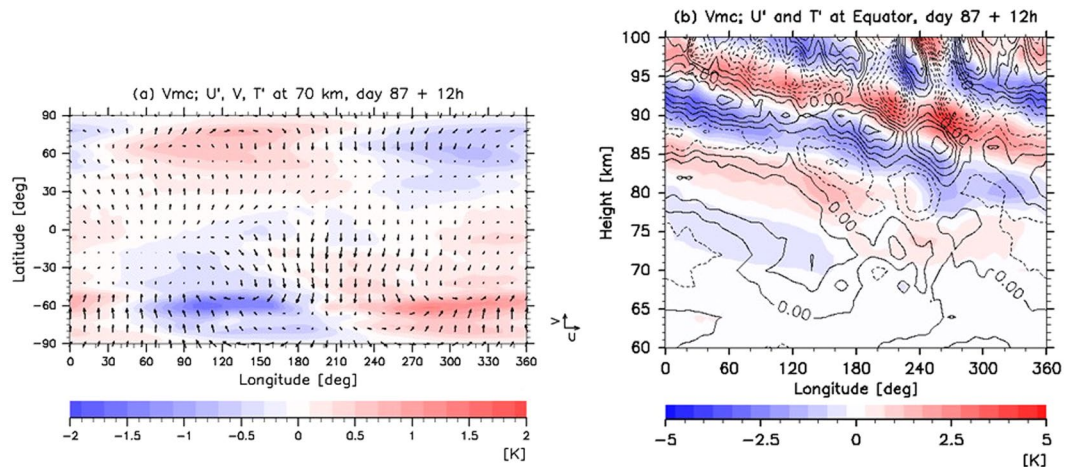 (a) Vmc; U', V, T' at 70 km, day 87 + 12h
90
60
30
0
−30
−60
−90
Latitude [deg]
0 30 60 90 120 150 180 210 240 270 300 330 360
Longitude [deg]
V
U
−2 −1.5 −1 −0.5 0 0.5 1 1.5 2
[K]
(b) Vmc; U' and T' at Equator, day 87 + 12h
100
95
90
85
80
75
70
65
60
Height [km]
0.00
0.00
0.00
0.00
0.00
0 60 120 180 240 300 360
Longitude [deg]
−5 −2.5 0 2.5 5
[K]